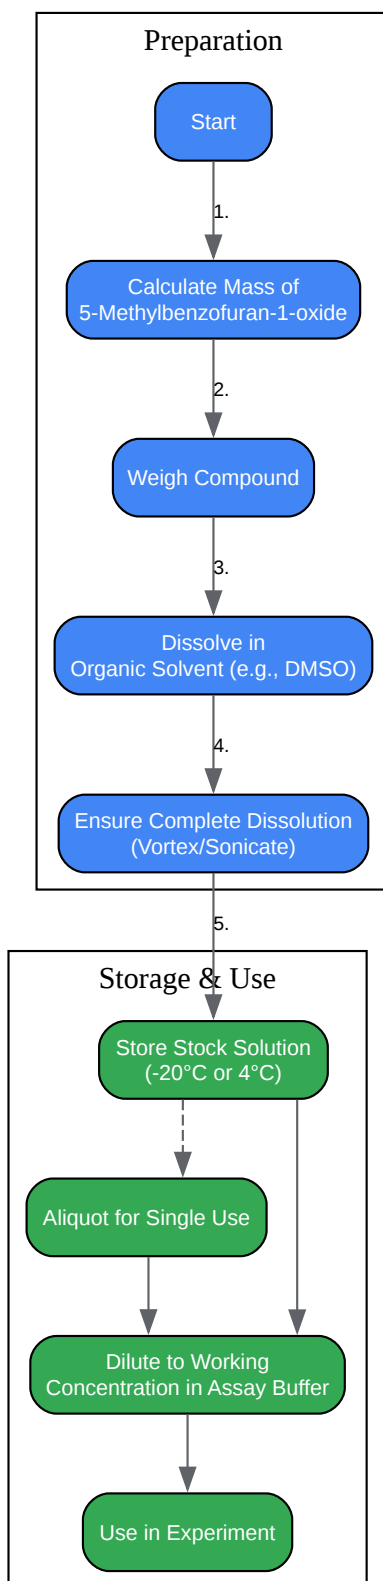 Preparation
Start
1.
Calculate Mass of
5-Methylbenzofuran-1-oxide
2.
Weigh Compound
3.
Dissolve in
Organic Solvent (e.g., DMSO)
4.
Ensure Complete Dissolution
(Vortex/Sonicate)
5.
Storage & Use
Store Stock Solution
(-20°C or 4°C)
Aliquot for Single Use
Dilute to Working
Concentration in Assay Buffer
Use in Experiment